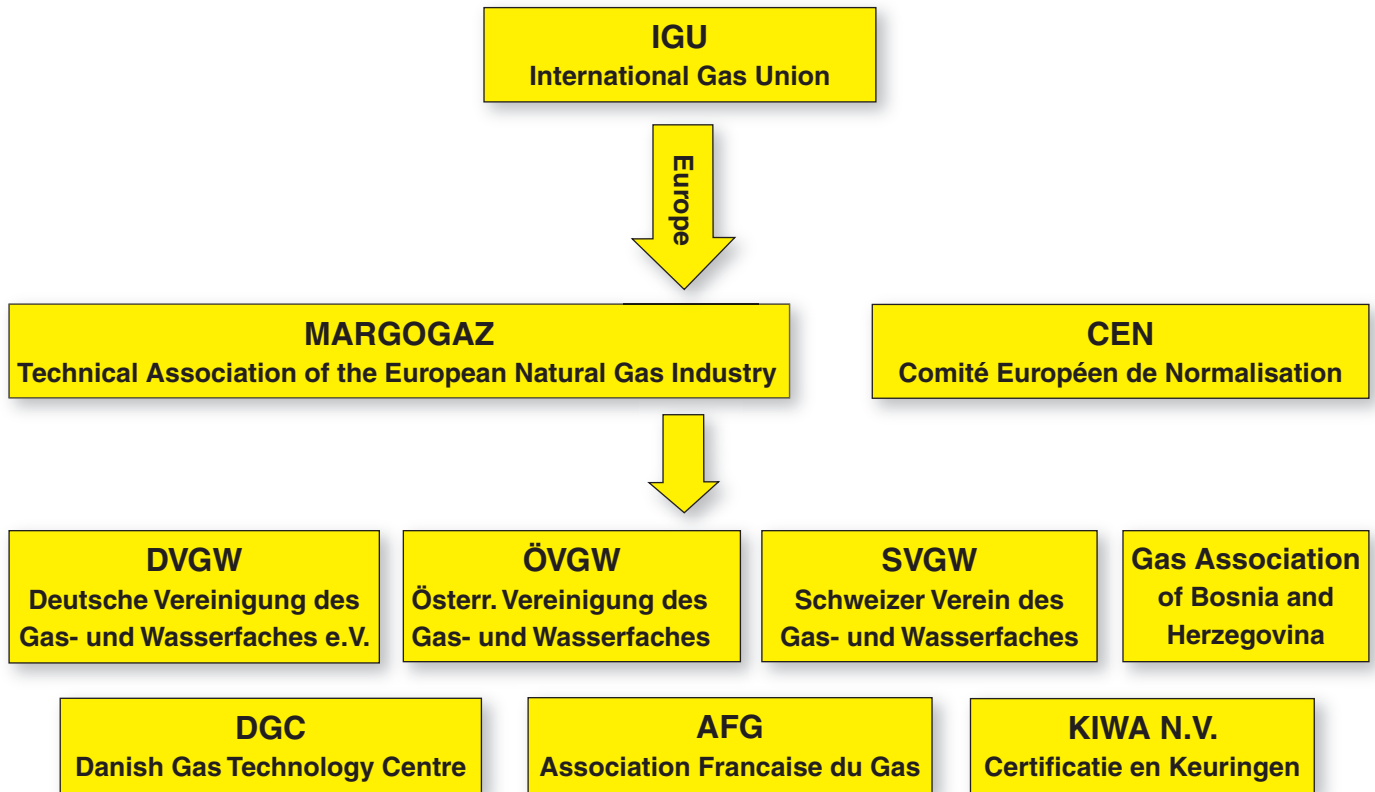 IGU
International Gas Union
Europe
MARGOGAZ
Technical Association of the European Natural Gas Industry
CEN
Comité Européen de Normalisation
DVGW
Deutsche Vereinigung des
Gas- und Wasserfaches e.V.
ÖVGW
Österr. Vereinigung des
Gas- und Wasserfaches
SVGW
Schweizer Verein des
Gas- und Wasserfaches
Gas Association
of Bosnia and
Herzegovina
DGC
Danish Gas Technology Centre
AFG
Association Francaise du Gas
KIWA N.V.
Certificatie en Keuringen